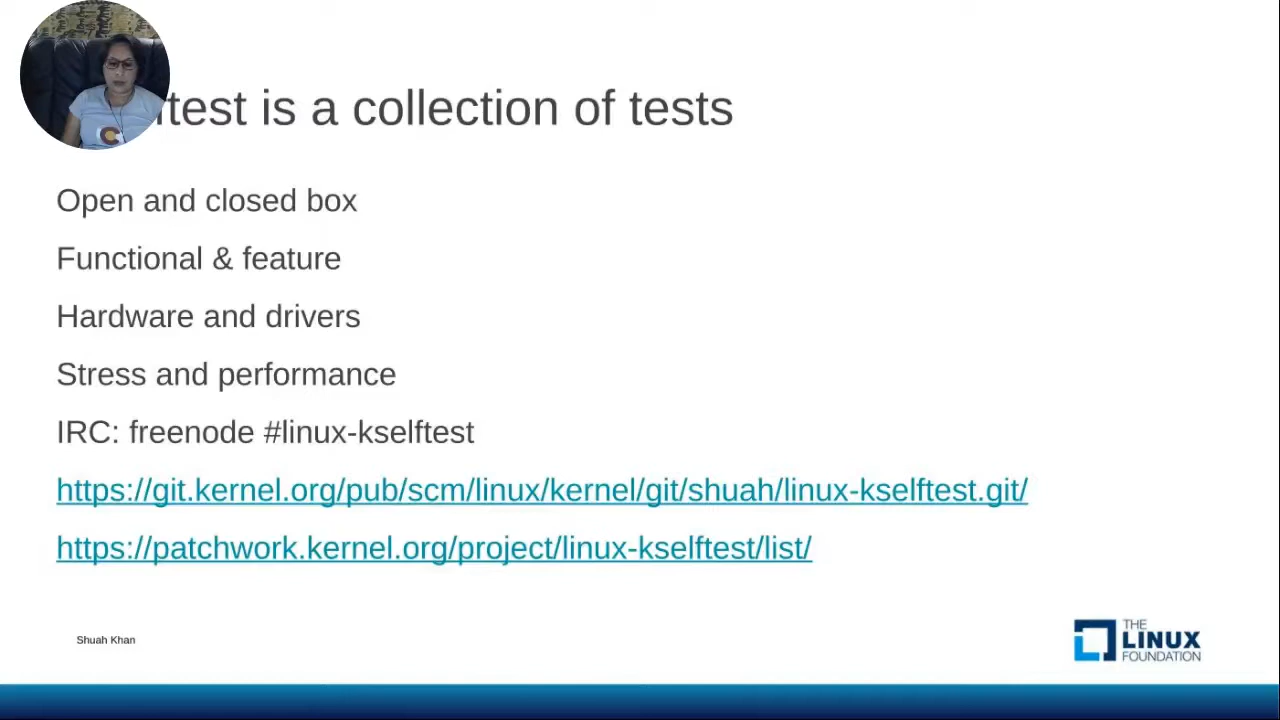 test is a collection of tests
Open and closed box
Functional & feature
Hardware and drivers
Stress and performance
IRC: freenode #linux-kselftest
https://git.kernel.org/pub/scm/linux/kernel/git/shuah/linux-kselftest.git/
https://patchwork.kernel.org/project/linux-kselftest/list/
Shuah Khan
THE
LINUX
FOUNDATION